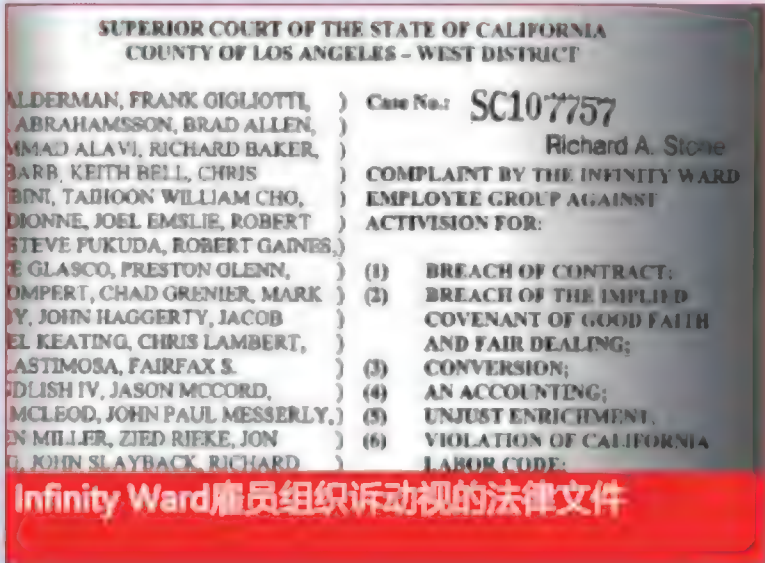 SUPERIOR COURT OF THE STATE OF CALIFORNIA
COUNTY OF LOS ANGELES – WEST DISTRICT
ALDERMAN, FRANK GIGLIOTTI, )
ABRAHAMSSON, BRAD ALLEN, )
MMAD ALAVI, RICHARD BAKER, )
BARB, KEITH BELL, CHRIS )
BINI, TAEHOON WILLIAM CHO, )
DIONNE, JOEL EMSLIE, ROBERT )
STEVE FUKUDA, ROBERT GAINES,)
E GLASCO, PRESTON GLENN, )
OMPERT, CHAD GRENIER, MARK )
Y, JOHN HAGGERTY, JACOB )
EL KEATING, CHRIS LAMBERT, )
LASTIMOSA, FAIRFAX S. )
DLISH IV, JASON MCCORD, )
MCLEOD, JOHN PAUL MESSERLY,)
N MILLER, ZIED RIEKE, JON )
G, JOHN SLAYBACK, RICHARD )
Case No.: SC107757
Richard A. Stone
COMPLAINT BY THE INFINITY WARD
EMPLOYEE GROUP AGAINST
ACTIVISION FOR:
(1) BREACH OF CONTRACT;
(2) BREACH OF THE IMPLIED
COVENANT OF GOOD FAITH
AND FAIR DEALING;
(3) CONVERSION;
(4) AN ACCOUNTING;
(5) UNJUST ENRICHMENT,
(6) VIOLATION OF CALIFORNIA
LABOR CODE;
Infinity Ward雇员组织诉动视的法律文件